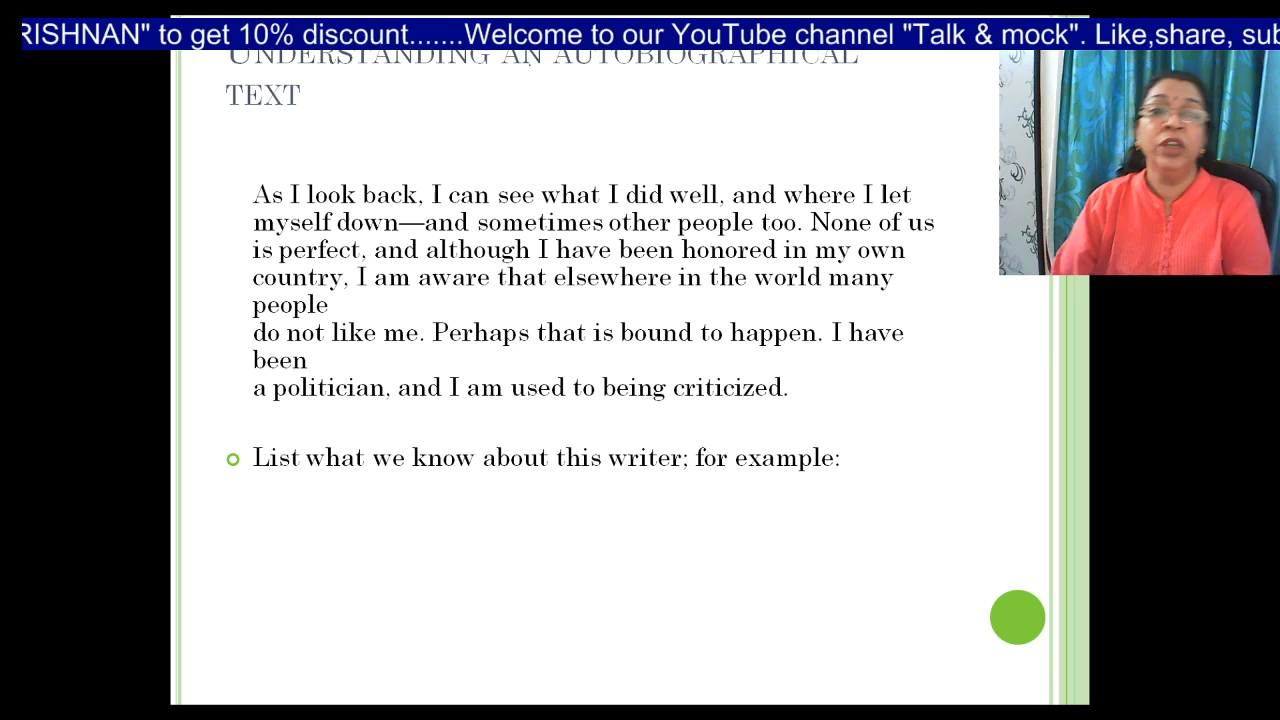 RISHNAN" to get 10% discount.......Welcome to our YouTube channel "Talk & mock". Like,share, sub
UNDERSTANDING AN AUTOBIOGRAPHICAL
TEXT
As I look back, I can see what I did well, and where I let
myself down—and sometimes other people too. None of us
is perfect, and although I have been honored in my own
country, I am aware that elsewhere in the world many
people
do not like me. Perhaps that is bound to happen. I have
been
a politician, and I am used to being criticized.
List what we know about this writer; for example: